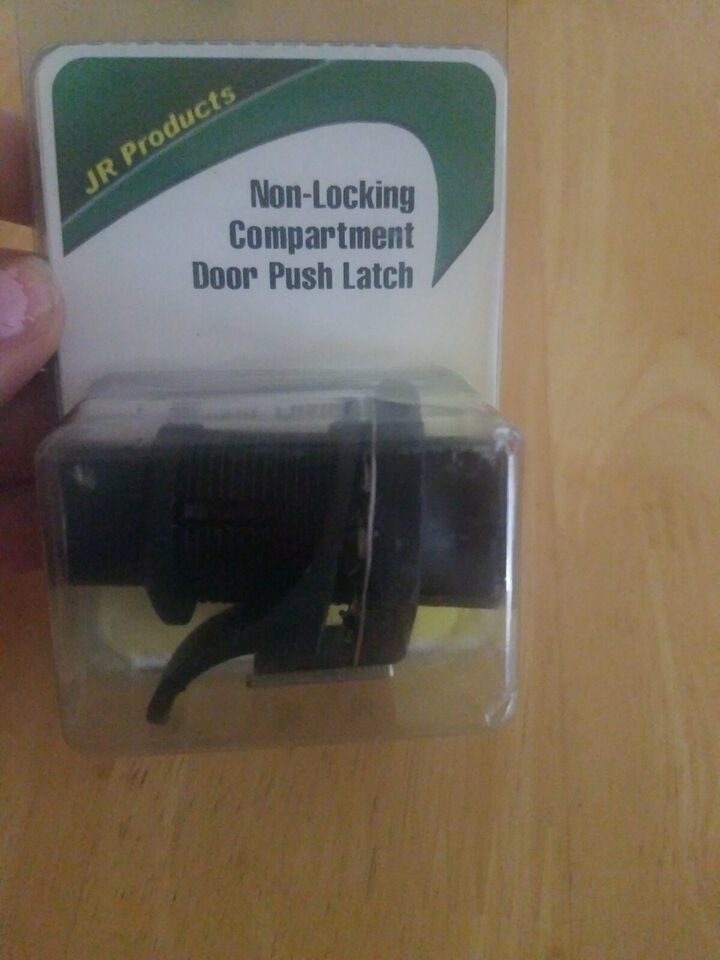 JR Products
Non-Locking
Compartment
Door Push Latch